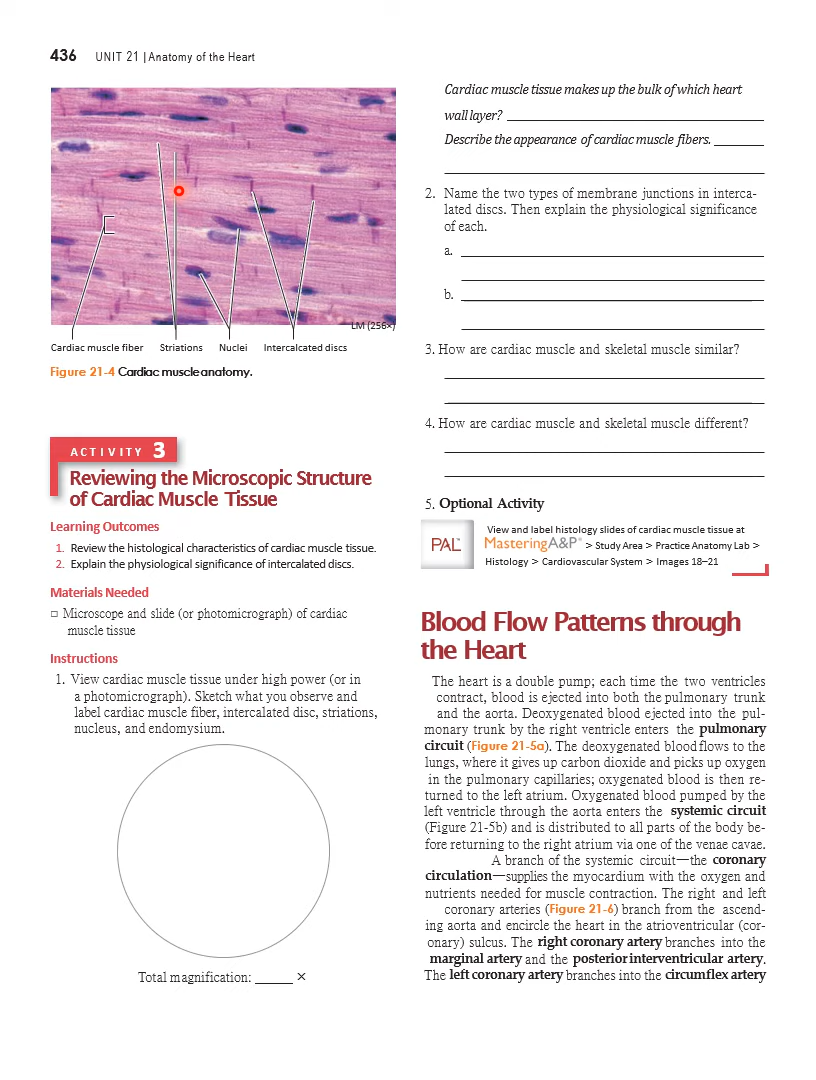 436 UNIT 21 | Anatomy of the Heart
LM (256×)
Cardiac muscle fiber Striations Nuclei Intercalcated discs
Figure 21-4 Cardiac muscle anatomy.
ACTIVITY 3
Reviewing the Microscopic Structure
of Cardiac Muscle Tissue
Learning Outcomes
1. Review the histological characteristics of cardiac muscle tissue.
2. Explain the physiological significance of intercalated discs.
Materials Needed
□ Microscope and slide (or photomicrograph) of cardiac
muscle tissue
Instructions
1. View cardiac muscle tissue under high power (or in
a photomicrograph). Sketch what you observe and
label cardiac muscle fiber, intercalated disc, striations,
nucleus, and endomysium.
Total magnification: _____ ×
Cardiac muscle tissue makes up the bulk of which heart
wall layer? _____
Describe the appearance of cardiac muscle fibers. _____
2. Name the two types of membrane junctions in interca-
lated discs. Then explain the physiological significance
of each.
a. _____
b. _____
3. How are cardiac muscle and skeletal muscle similar?
4. How are cardiac muscle and skeletal muscle different?
5. Optional Activity
View and label histology slides of cardiac muscle tissue at
PAL™ MasteringA&P® > Study Area > Practice Anatomy Lab >
Histology > Cardiovascular System > Images 18–21
Blood Flow Patterns through
the Heart
The heart is a double pump; each time the two ventricles
contract, blood is ejected into both the pulmonary trunk
and the aorta. Deoxygenated blood ejected into the pul-
monary trunk by the right ventricle enters the pulmonary
circuit (Figure 21-5a). The deoxygenated blood flows to the
lungs, where it gives up carbon dioxide and picks up oxygen
in the pulmonary capillaries; oxygenated blood is then re-
turned to the left atrium. Oxygenated blood pumped by the
left ventricle through the aorta enters the systemic circuit
(Figure 21-5b) and is distributed to all parts of the body be-
fore returning to the right atrium via one of the venae cavae.
A branch of the systemic circuit—the coronary
circulation—supplies the myocardium with the oxygen and
nutrients needed for muscle contraction. The right and left
coronary arteries (Figure 21-6) branch from the ascend-
ing aorta and encircle the heart in the atrioventricular (cor-
onary) sulcus. The right coronary artery branches into the
marginal artery and the posterior interventricular artery.
The left coronary artery branches into the circumflex artery